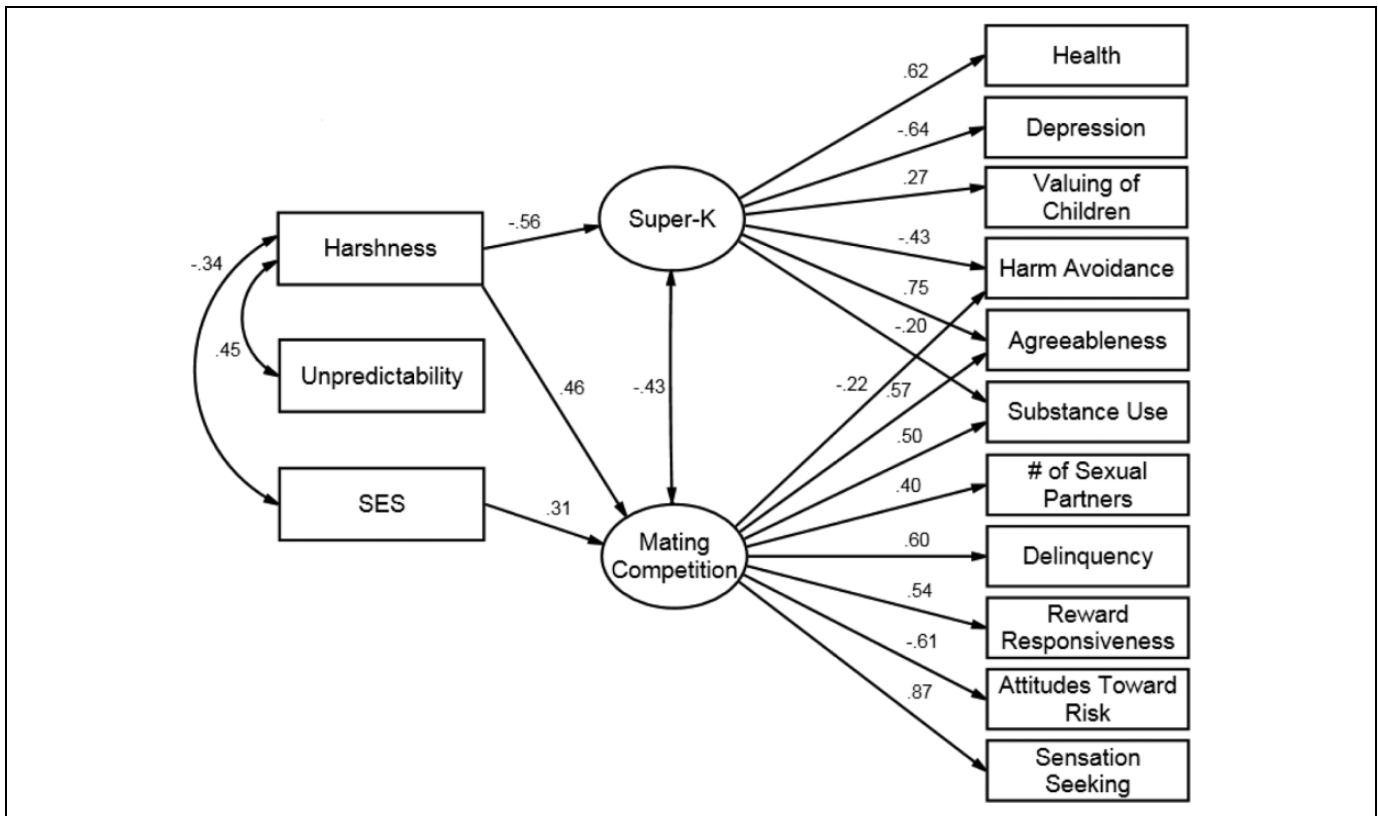 Health
.62
Depression
-.64
Valuing of
Children
.27
Super-K
-.56
Harshness
-.34
-.43
Harm Avoidance
.75
Agreeableness
-.20
.45
Unpredictability
.46
-.43
-.22
.57
Substance Use
.50
# of Sexual
Partners
.40
SES
.31
Mating
Competition
.60
Delinquency
.54
Reward
Responsiveness
-.61
Attitudes Toward
Risk
.87
Sensation
Seeking